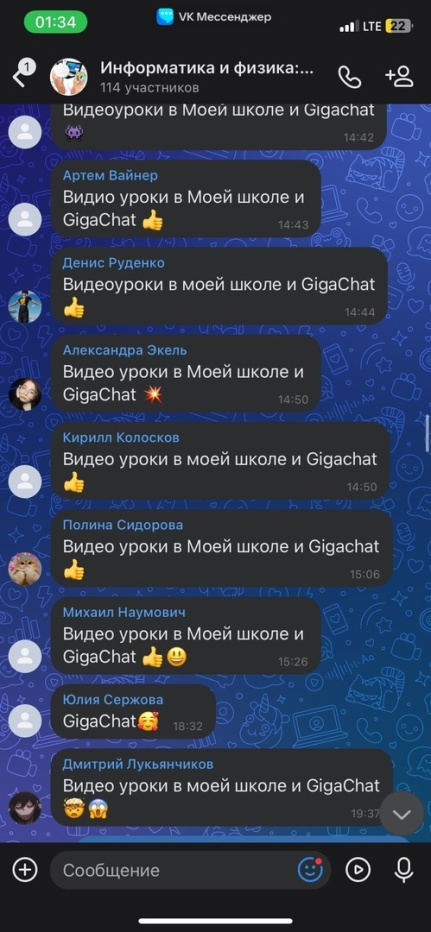 01:34
VK Мессенджер
LTE 22
1
Информатика и физика:...
114 участников
Видеоуроки в Моей школе и Gigachat
👾
14:42
Артем Вайнер
Видио уроки в Моей школе и
GigaChat 👍
14:43
Денис Руденко
Видеоуроки в моей школе и GigaChat
👍
14:44
Александра Экель
Видео уроки в Моей школе и
GigaChat 💥
14:50
Кирилл Колосков
Видео уроки в моей школе и Gigachat
👍
14:50
Полина Сидорова
Видео уроки в Моей школе и Gigachat
👍
15:06
Михаил Наумович
Видео уроки в Моей школе и
GigaChat 👍😃
15:26
Юлия Сержова
GigaChat🥰
18:32
Дмитрий Лукьянчиков
Видео уроки в моей школе и GigaChat
🤯😱
19:37
Сообщение